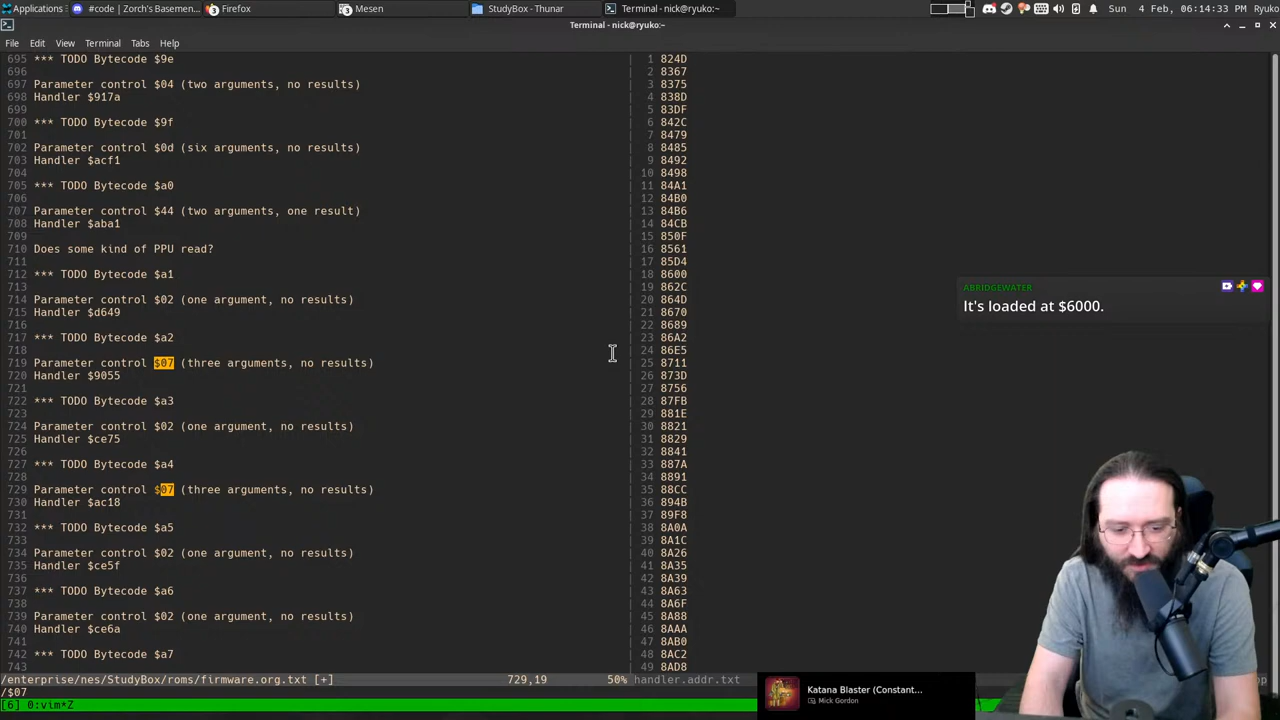 Applications
#code | Zorch's Basemen...
Firefox
Mesen
StudyBox - Thunar
Terminal - nick@ryuko:~
Sun 4 Feb, 06:14:33 PM Ryuko
Terminal - nick@ryuko:~
File Edit View Terminal Tabs Help
695 *** TODO Bytecode $9e
696
697 Parameter control $04 (two arguments, no results)
698 Handler $917a
699
700 *** TODO Bytecode $9f
701
702 Parameter control $0d (six arguments, no results)
703 Handler $acf1
704
705 *** TODO Bytecode $a0
706
707 Parameter control $44 (two arguments, one result)
708 Handler $aba1
709
710 Does some kind of PPU read?
711
712 *** TODO Bytecode $a1
713
714 Parameter control $02 (one argument, no results)
715 Handler $d649
716
717 *** TODO Bytecode $a2
718
719 Parameter control $07 (three arguments, no results)
720 Handler $9055
721
722 *** TODO Bytecode $a3
723
724 Parameter control $02 (one argument, no results)
725 Handler $ce75
726
727 *** TODO Bytecode $a4
728
729 Parameter control $07 (three arguments, no results)
730 Handler $ac18
731
732 *** TODO Bytecode $a5
733
734 Parameter control $02 (one argument, no results)
735 Handler $ce5f
736
737 *** TODO Bytecode $a6
738
739 Parameter control $02 (one argument, no results)
740 Handler $ce6a
741
742 *** TODO Bytecode $a7
743
/enterprise/nes/StudyBox/roms/firmware.org.txt [+] 729,19 50%
/$07
[6] 0:vim*Z
1 824D
2 8367
3 8375
4 838D
5 83DF
6 842C
7 8479
8 8485
9 8492
10 8498
11 84A1
12 84B0
13 84B6
14 84CB
15 850F
16 8561
17 85D4
18 8600
19 862C
20 864D
21 8670
22 8689
23 86A2
24 86E5
25 8711
26 873D
27 8756
28 87FB
29 881E
30 8821
31 8829
32 8841
33 887A
34 8891
35 88CC
36 894B
37 89F8
38 8A0A
39 8A1C
40 8A26
41 8A35
42 8A39
43 8A63
44 8A6F
45 8A88
46 8AAA
47 8AB0
48 8AC2
49 8AD8
handler.addr.txt
ABRIDGEWATER
It's loaded at $6000.
Katana Blaster (Constant...
Mick Gordon